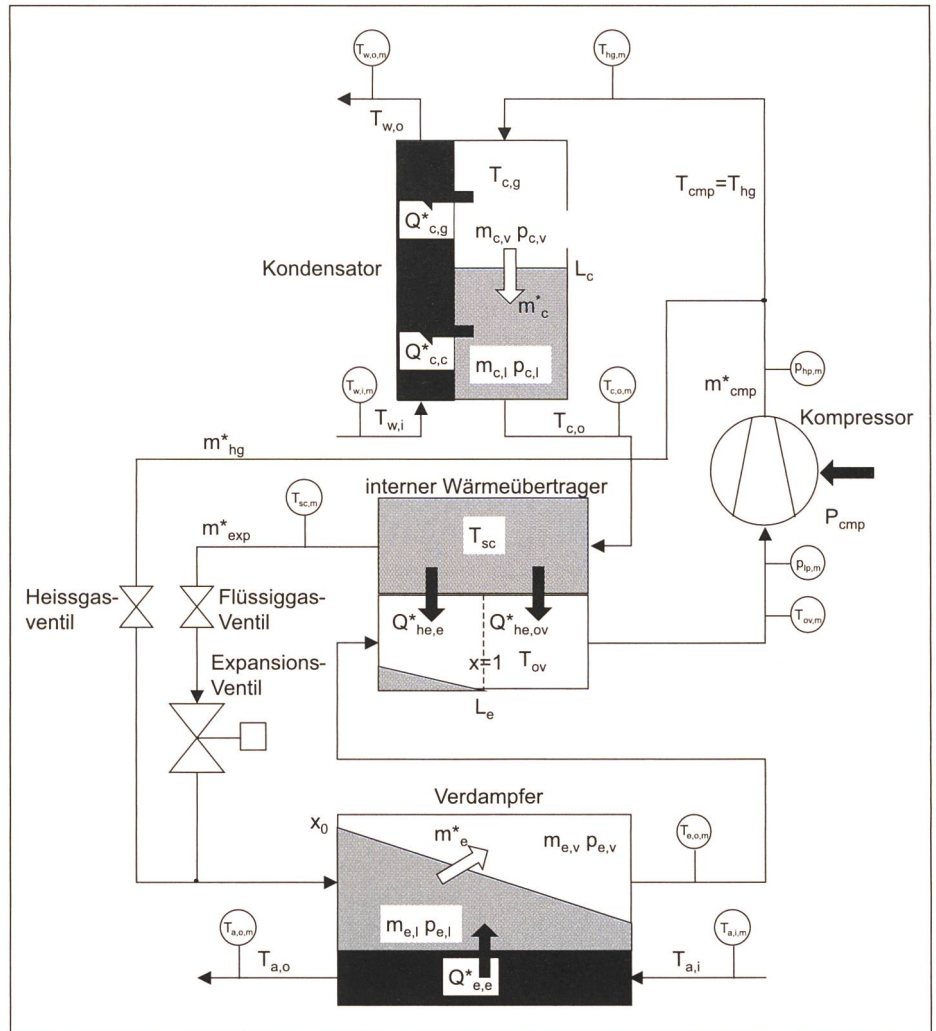 T_w,o,m
T_hg,m
T_w,o
T_c,g
T_cmp=T_hg
Q*_c,g
m_c,v p_c,v
Kondensator
L_c
m*_c
Q*_c,c
m_c,l p_c,l
p_hp,m
T_w,i,m
T_c,o,m
m*_cmp
T_w,i
T_c,o
Kompressor
m*_hg
interner Wärmeübertrager
T_sc,m
m*_exp
T_sc
P_cmp
p_lp,m
Heissgas-
ventil
Flüssiggas-
Ventil
Q*_he,e
Q*_he,ov
T_ov,m
x=1
T_ov
Expansions-
Ventil
L_e
Verdampfer
x_0
m*_e
m_e,v p_e,v
T_e,o,m
m_e,l p_e,l
T_a,o,m
T_a,i,m
T_a,o
Q*_e,e
T_a,i